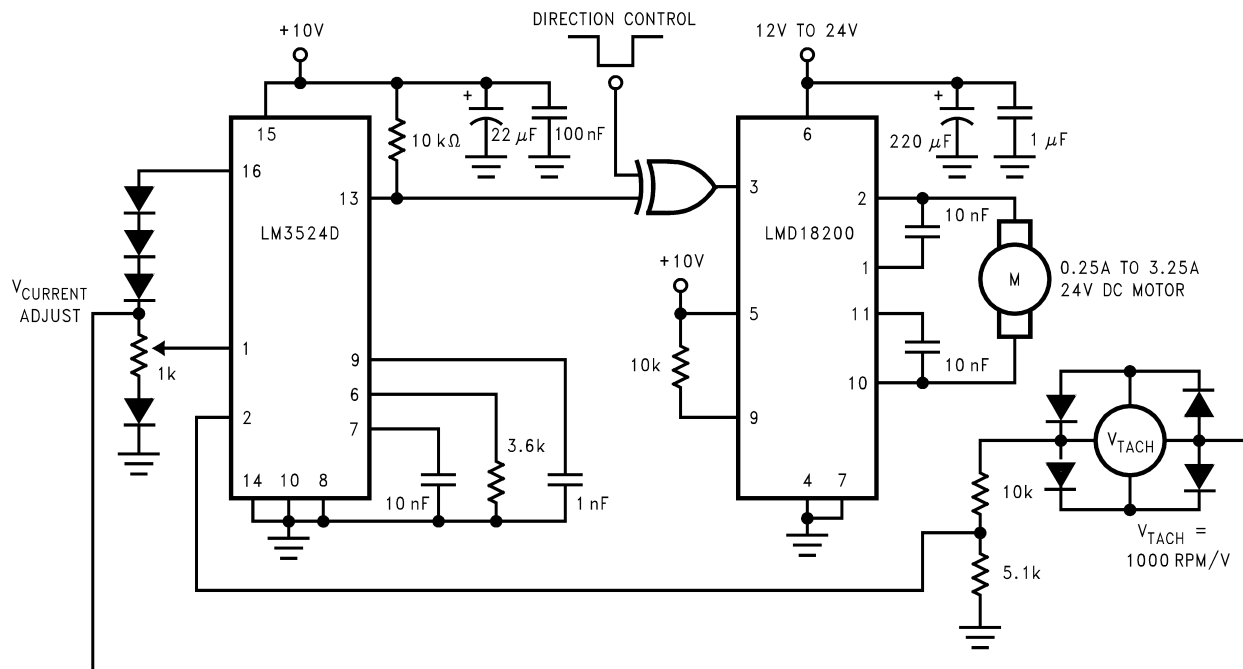 DIRECTION CONTROL
+10V
12V TO 24V
15
10 kΩ
+
22 μF
100 nF
6
+
220 μF
1 μF
16
13
3
2
10 nF
LM3524D
LMD18200
1
+10V
M
0.25A TO 3.25A
24V DC MOTOR
V_CURRENT
ADJUST
5
11
1
9
10k
10 nF
1k
6
10
2
7
9
3.6k
V_TACH
14
10
8
10 nF
1 nF
4
7
10k
V_TACH =
1000 RPM/V
5.1k